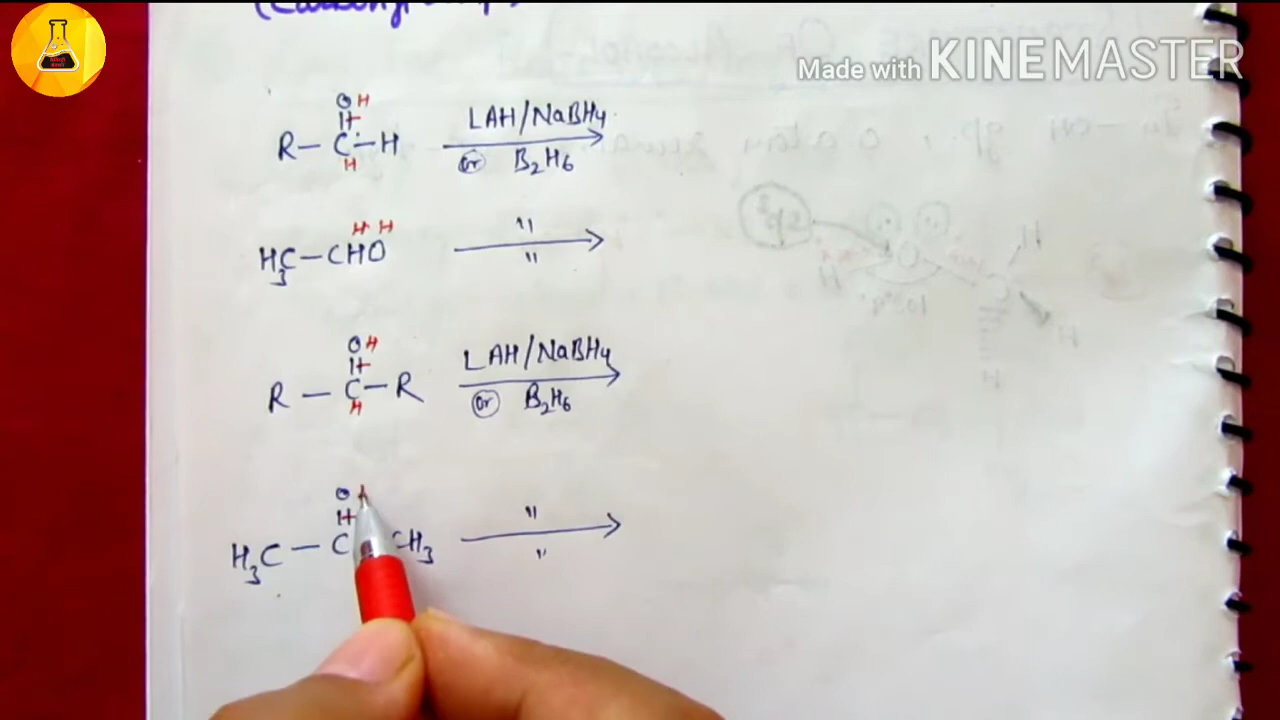 Made with KINEMASTER
O H
R – C – H LAH/NaBH4
H or B2H6
H H
H3C – CHO " "
O H
R – C – R LAH/NaBH4
H or B2H6
O
H3C – C CH3 " "